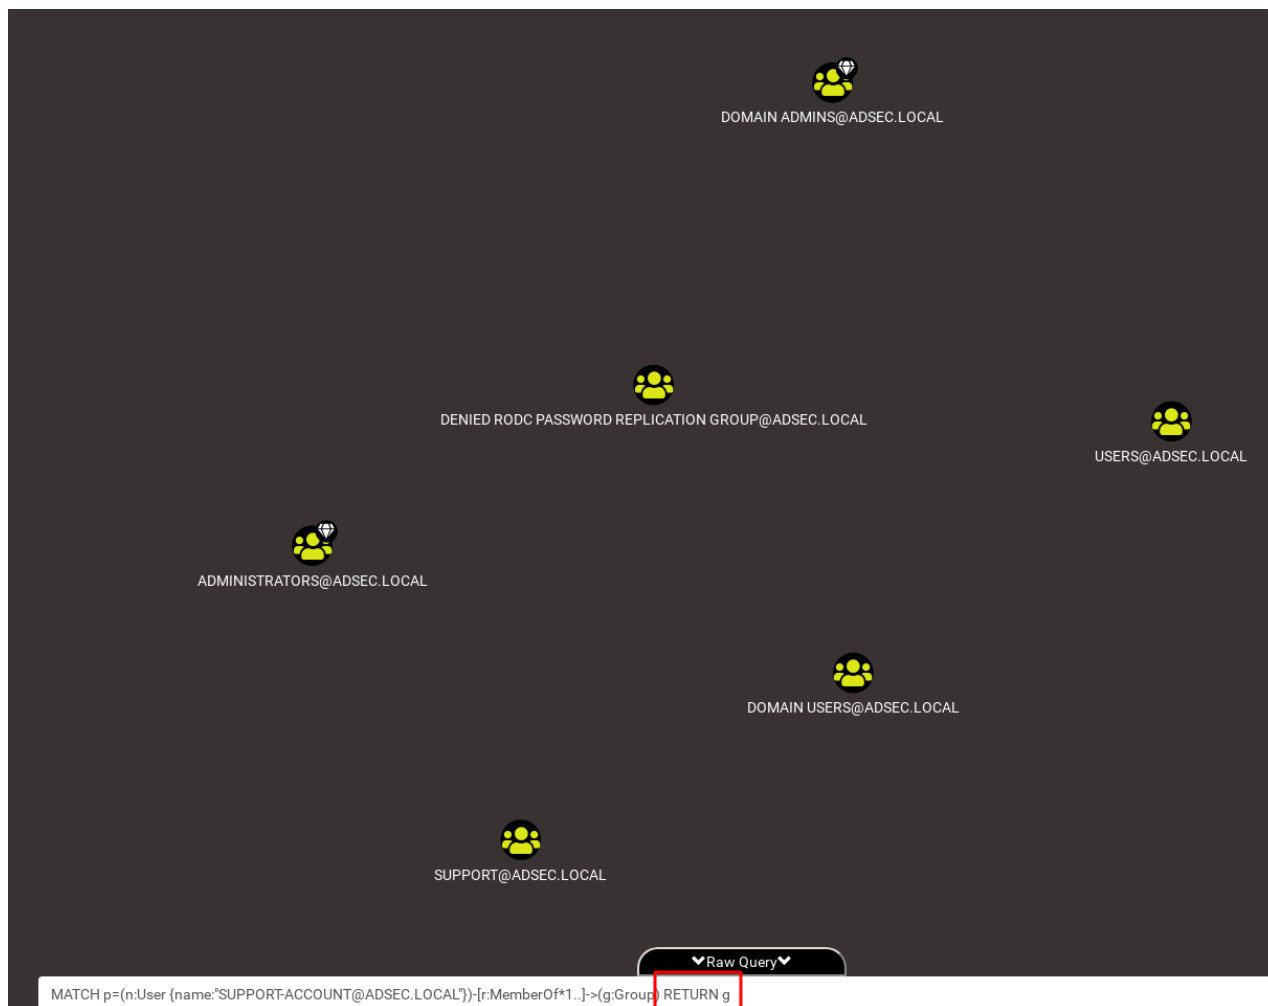 DOMAIN ADMINS@ADSEC.LOCAL
DENIED RODC PASSWORD REPLICATION GROUP@ADSEC.LOCAL
USERS@ADSEC.LOCAL
ADMINISTRATORS@ADSEC.LOCAL
DOMAIN USERS@ADSEC.LOCAL
SUPPORT@ADSEC.LOCAL
Raw Query
MATCH p=(n:User {name:"SUPPORT-ACCOUNT@ADSEC.LOCAL"})-[r:MemberOf*1..]->(g:Group) RETURN g